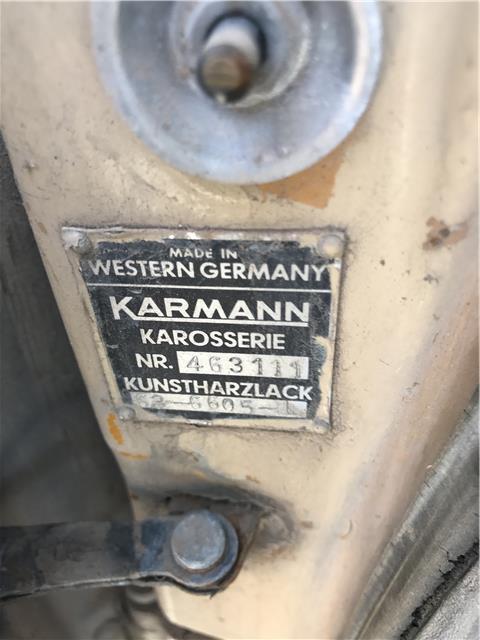 MADE IN
WESTERN GERMANY
KARMANN
KAROSSERIE
NR. 463111
KUNSTHARZLACK